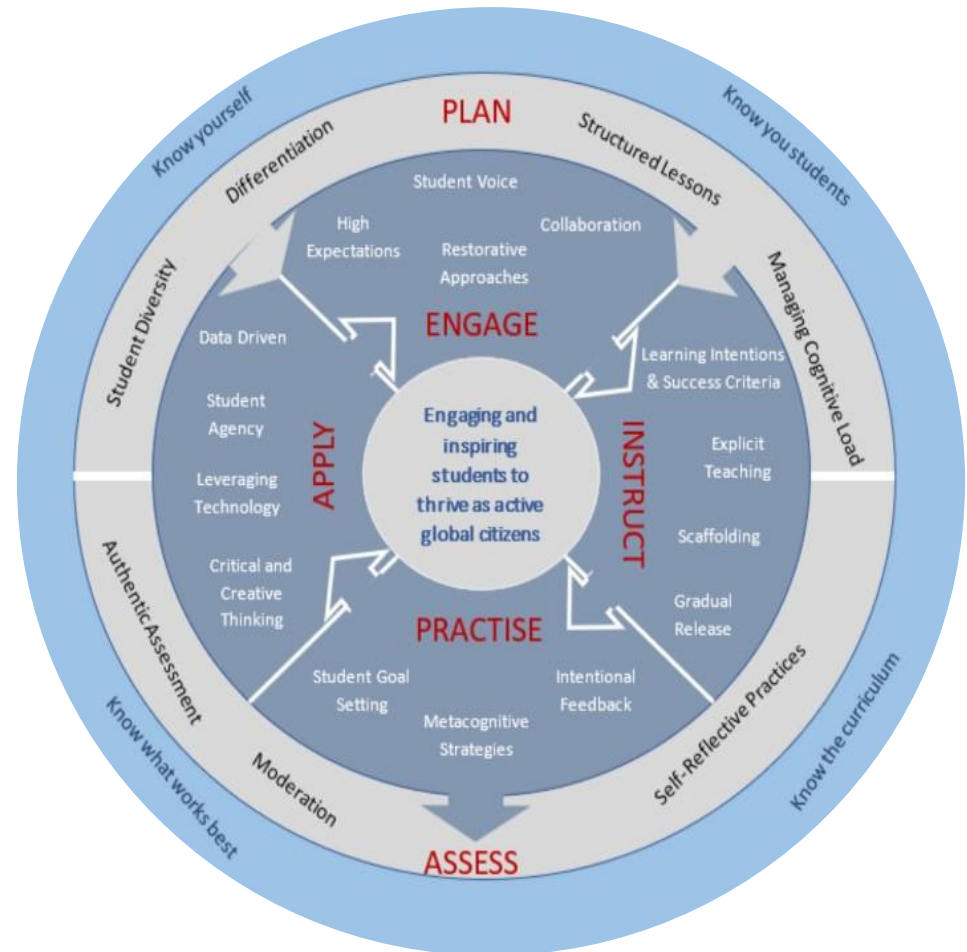 Know yourself
Know you students
PLAN
Differentiation
Structured Lessons
Student Diversity
Managing Cognitive Load
Student Voice
High
Expectations
Collaboration
Restorative
Approaches
ENGAGE
Data Driven
Student
Agency
Leveraging
Technology
Critical and
Creative
Thinking
APPLY
Engaging and
inspiring
students to
thrive as active
global citizens
INSTRUCT
Learning Intentions
& Success Criteria
Explicit
Teaching
Scaffolding
Gradual
Release
PRACTISE
Student Goal
Setting
Metacognitive
Strategies
Intentional
Feedback
Authentic Assessment
Moderation
Self-Reflective Practices
ASSESS
Know what works best
Know the curriculum